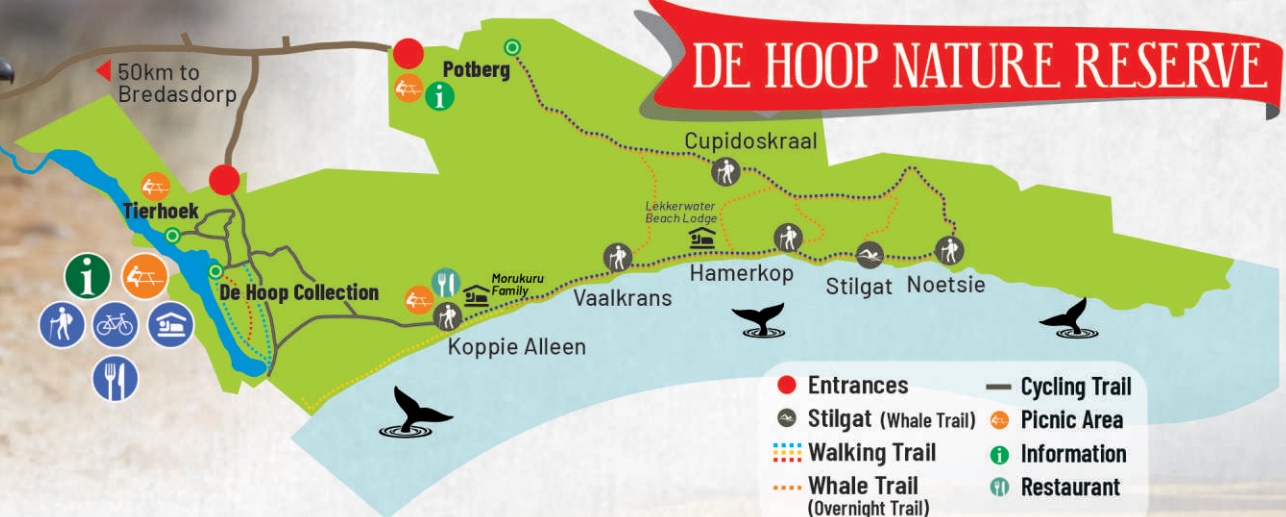 DE HOOP NATURE RESERVE
50km to
Bredasdorp
Potberg
i
Cupidoskraal
Tierhoek
Lekkerwater
Beach Lodge
i
De Hoop Collection
Morukuru
Family
Vaalkrans
Hamerkop
Stilgat
Noetsie
Koppie Alleen
Entrances
Stilgat (Whale Trail)
Walking Trail
Whale Trail
(Overnight Trail)
Cycling Trail
Picnic Area
i Information
Restaurant